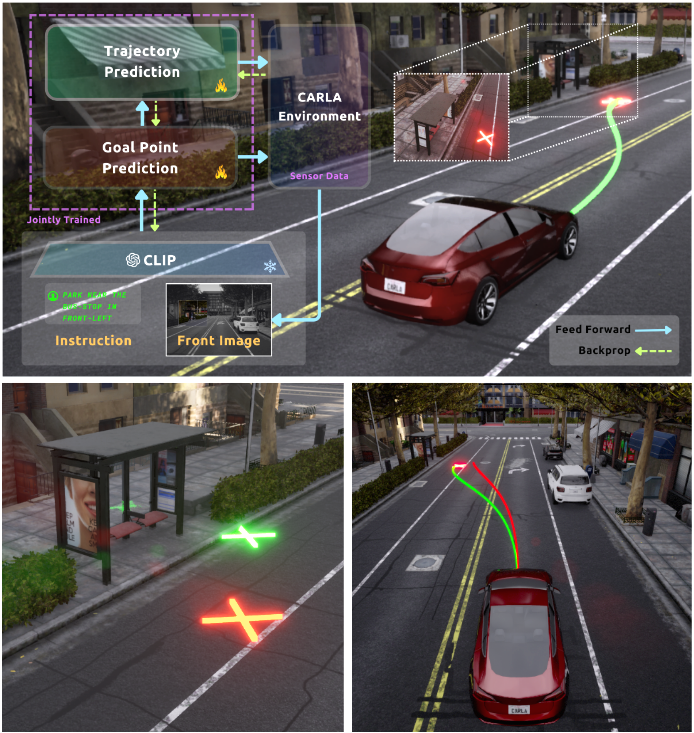 Trajectory
Prediction
CARLA
Environment
Goal Point
Prediction
Sensor Data
Jointly Trained
CLIP
PARK NEAR THE
BUS STOP IN
FRONT-LEFT
Instruction
Front Image
CARLA
Feed Forward
Backprop
CARLA